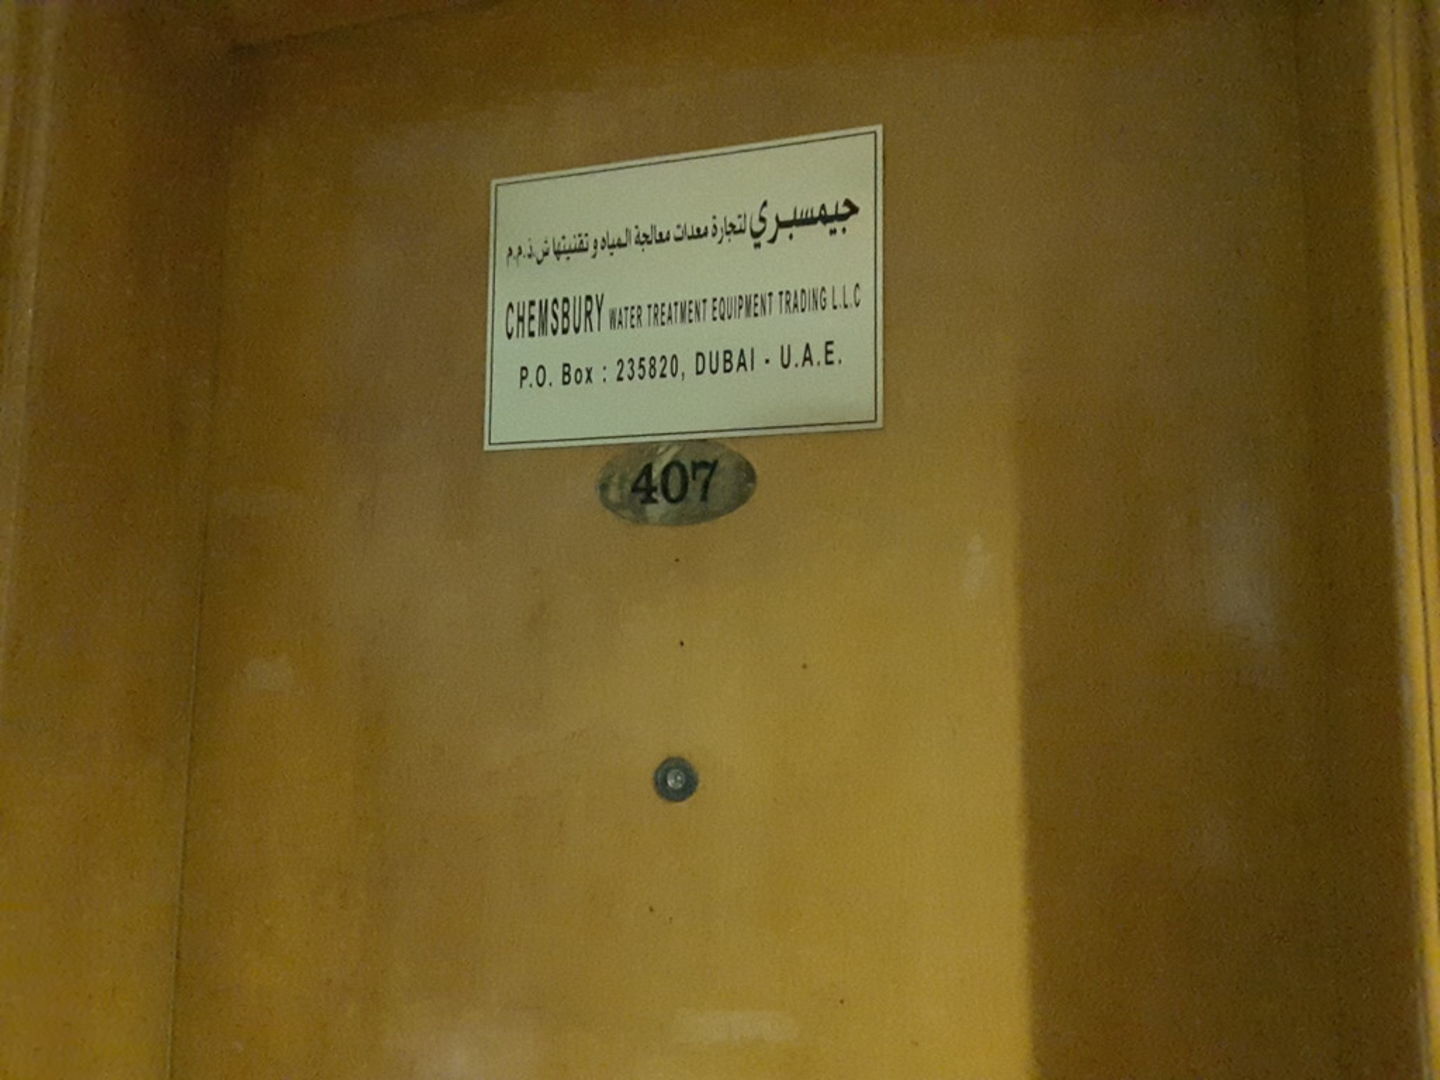 جيمسبري لتجارة معدات معالجة المياه و تقنيتها ش.ذ.م.م
CHEMSBURY WATER TREATMENT EQUIPMENT TRADING L.L.C
P.O. Box : 235820, DUBAI - U.A.E.
407